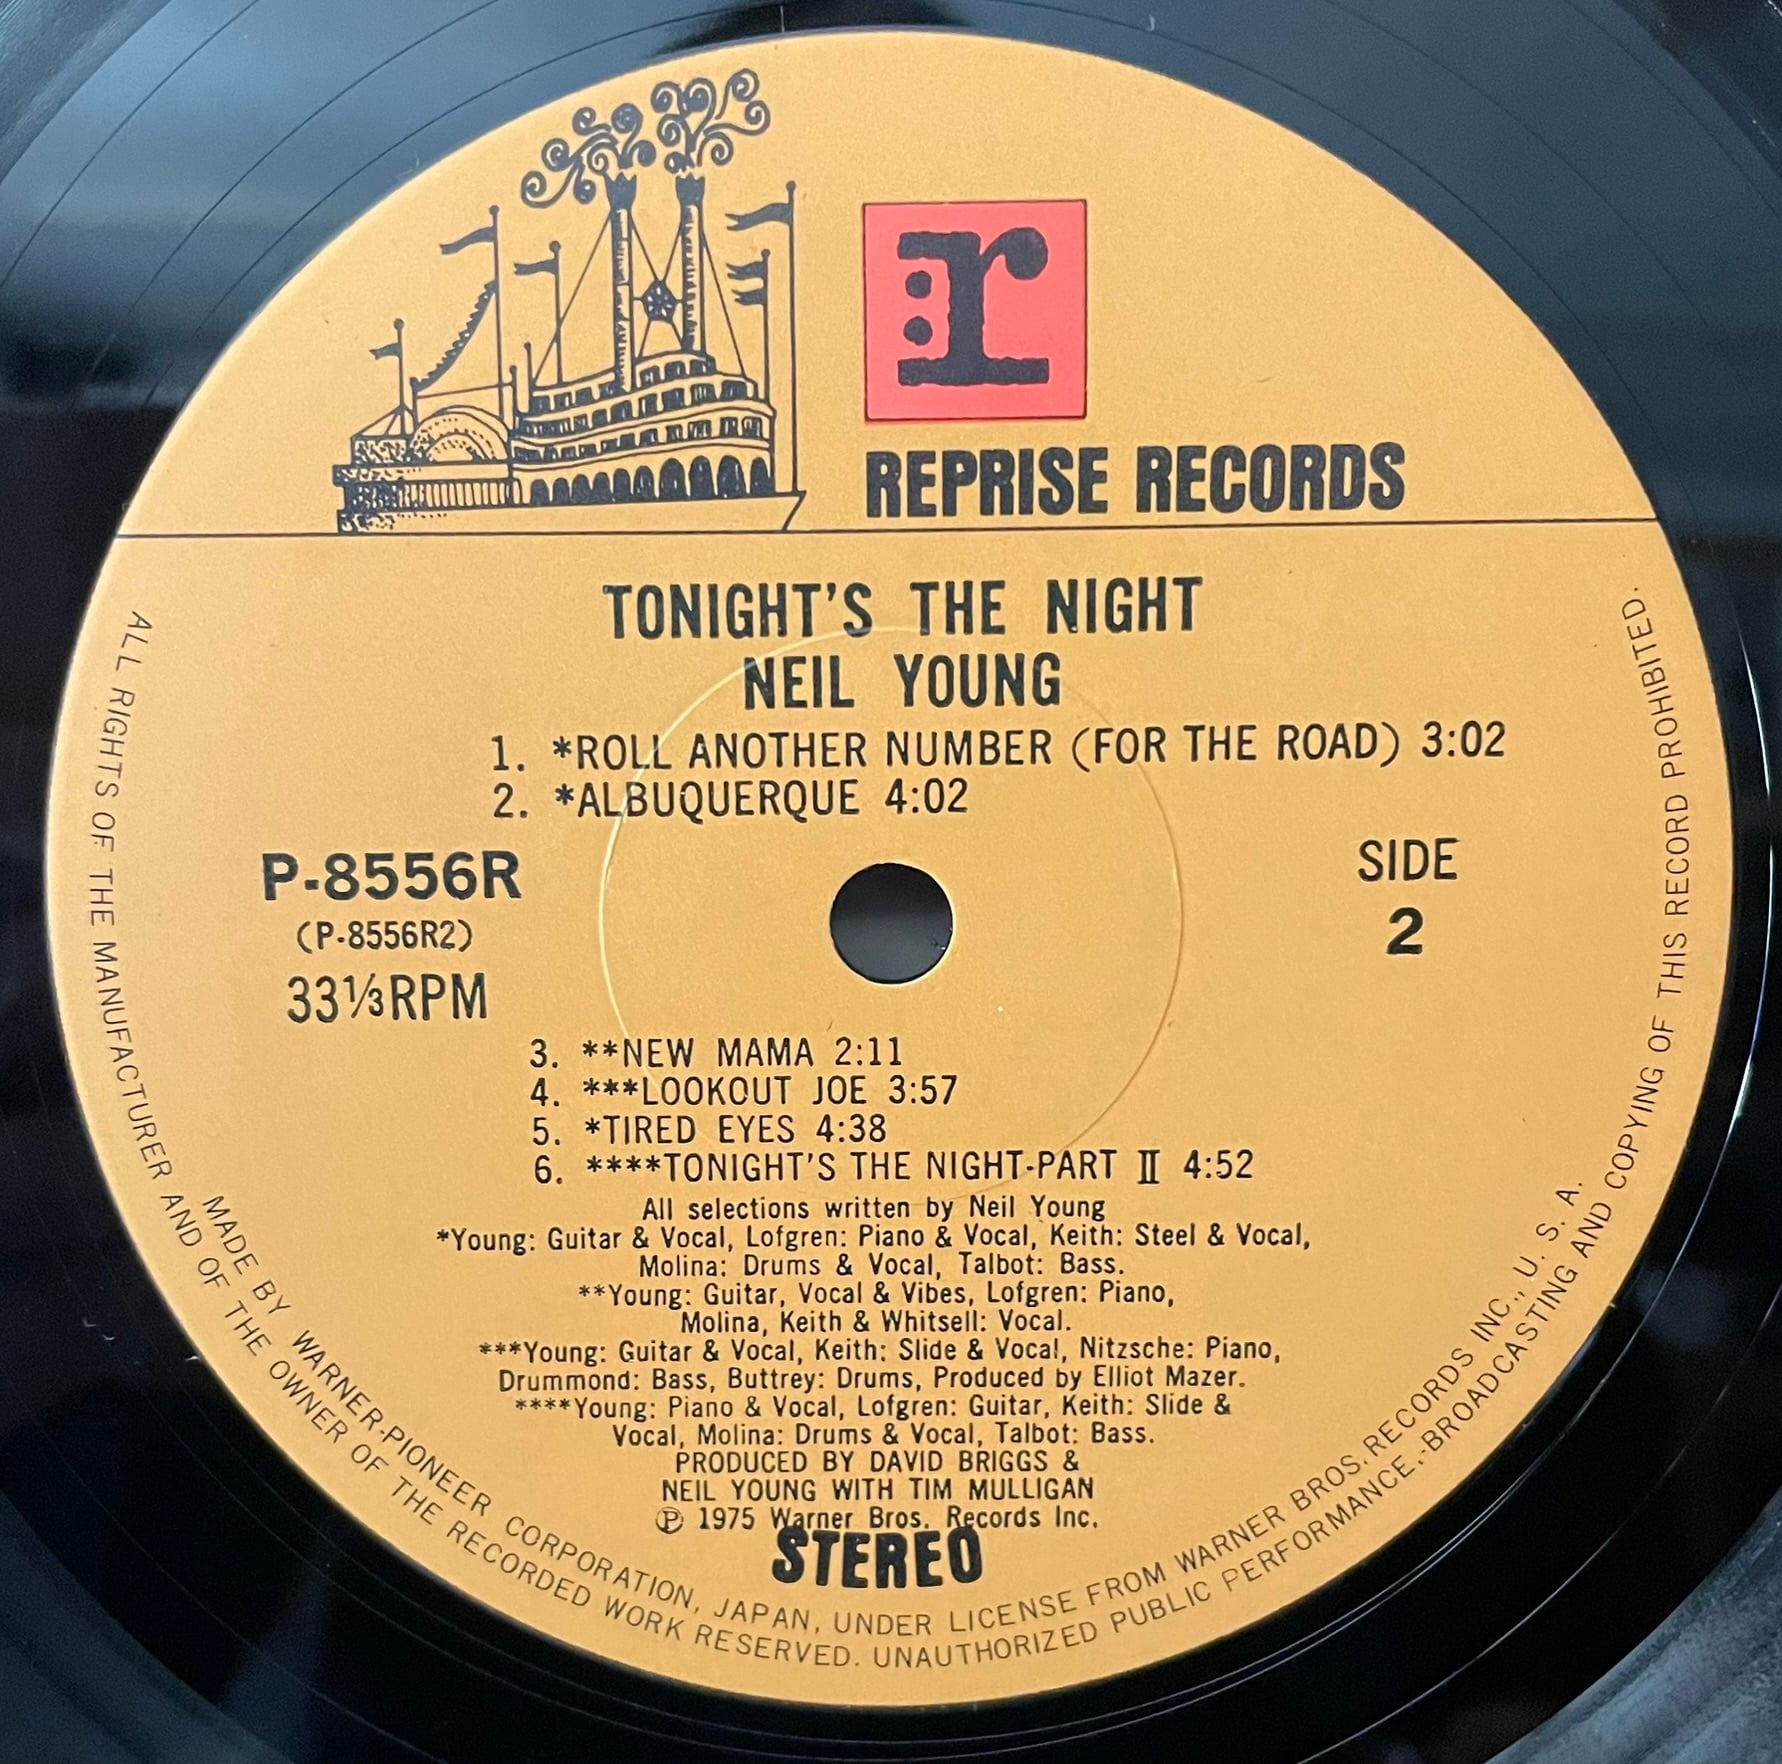 r
REPRISE RECORDS
TONIGHT'S THE NIGHT
NEIL YOUNG
1. *ROLL ANOTHER NUMBER (FOR THE ROAD) 3:02
2. *ALBUQUERQUE 4:02
P-8556R
(P-8556R2)
33⅓RPM
SIDE
2
3. **NEW MAMA 2:11
4. ***LOOKOUT JOE 3:57
5. *TIRED EYES 4:38
6. ****TONIGHT'S THE NIGHT-PART II 4:52
All selections written by Neil Young
*Young: Guitar & Vocal, Lofgren: Piano & Vocal, Keith: Steel & Vocal,
Molina: Drums & Vocal, Talbot: Bass.
**Young: Guitar, Vocal & Vibes, Lofgren: Piano,
Molina, Keith & Whitsell: Vocal.
***Young: Guitar & Vocal, Keith: Slide & Vocal, Nitzsche: Piano,
Drummond: Bass, Buttrey: Drums, Produced by Elliot Mazer.
****Young: Piano & Vocal, Lofgren: Guitar, Keith: Slide &
Vocal, Molina: Drums & Vocal, Talbot: Bass.
PRODUCED BY DAVID BRIGGS &
NEIL YOUNG WITH TIM MULLIGAN
℗ 1975 Warner Bros. Records Inc.
STEREO
MADE BY WARNER-PIONEER CORPORATION, JAPAN, UNDER LICENSE FROM WARNER BROS. RECORDS INC., U. S. A.
ALL RIGHTS OF THE MANUFACTURER AND OF THE OWNER OF THE RECORDED WORK RESERVED. UNAUTHORIZED PUBLIC PERFORMANCE,-BROADCASTING AND COPYING OF THIS RECORD PROHIBITED.